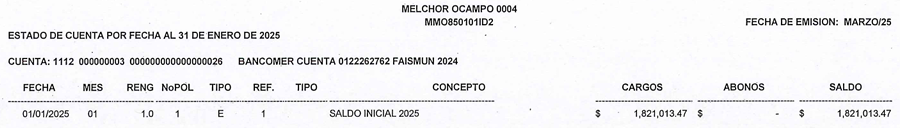 MELCHOR OCAMPO 0004
MMO850101ID2
FECHA DE EMISION: MARZO/25
ESTADO DE CUENTA POR FECHA AL 31 DE ENERO DE 2025
CUENTA: 1112 000000003 000000000000000026 BANCOMER CUENTA 0122262762 FAISMUN 2024
FECHA MES RENG NoPOL TIPO REF. TIPO CONCEPTO CARGOS ABONOS SALDO
01/01/2025 01 1.0 1 E 1 SALDO INICIAL 2025 $ 1,821,013.47 $ - $ 1,821,013.47